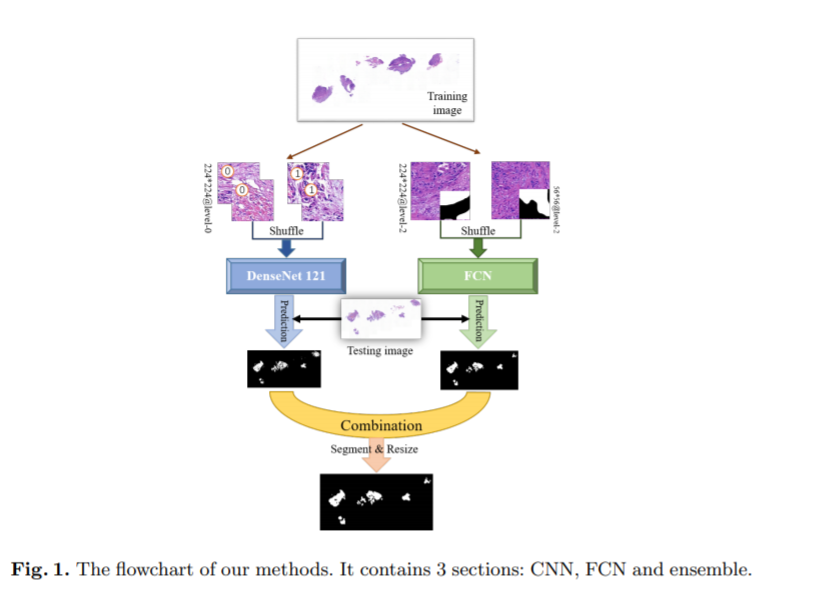 Training
image
224*224@level-0
0
0
1
1
224*224@level-2
56*56@level-2
Shuffle
Shuffle
DenseNet 121
FCN
Prediction
Prediction
Testing image
Combination
Segment & Resize
Fig. 1. The flowchart of our methods. It contains 3 sections: CNN, FCN and ensemble.